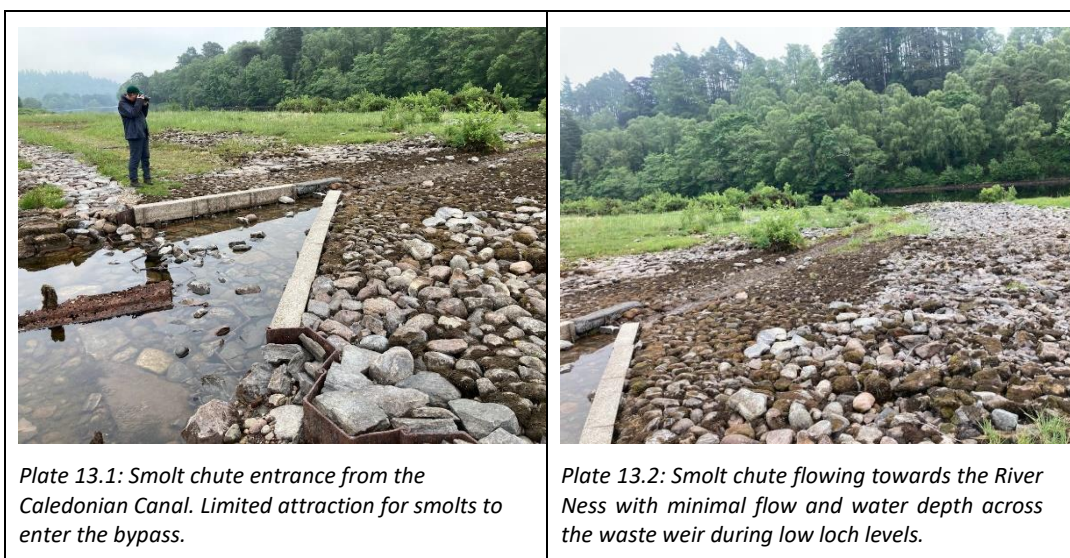 Plate 13.1: Smolt chute entrance from the
Caledonian Canal. Limited attraction for smolts to
enter the bypass.
Plate 13.2: Smolt chute flowing towards the River
Ness with minimal flow and water depth across
the waste weir during low loch levels.